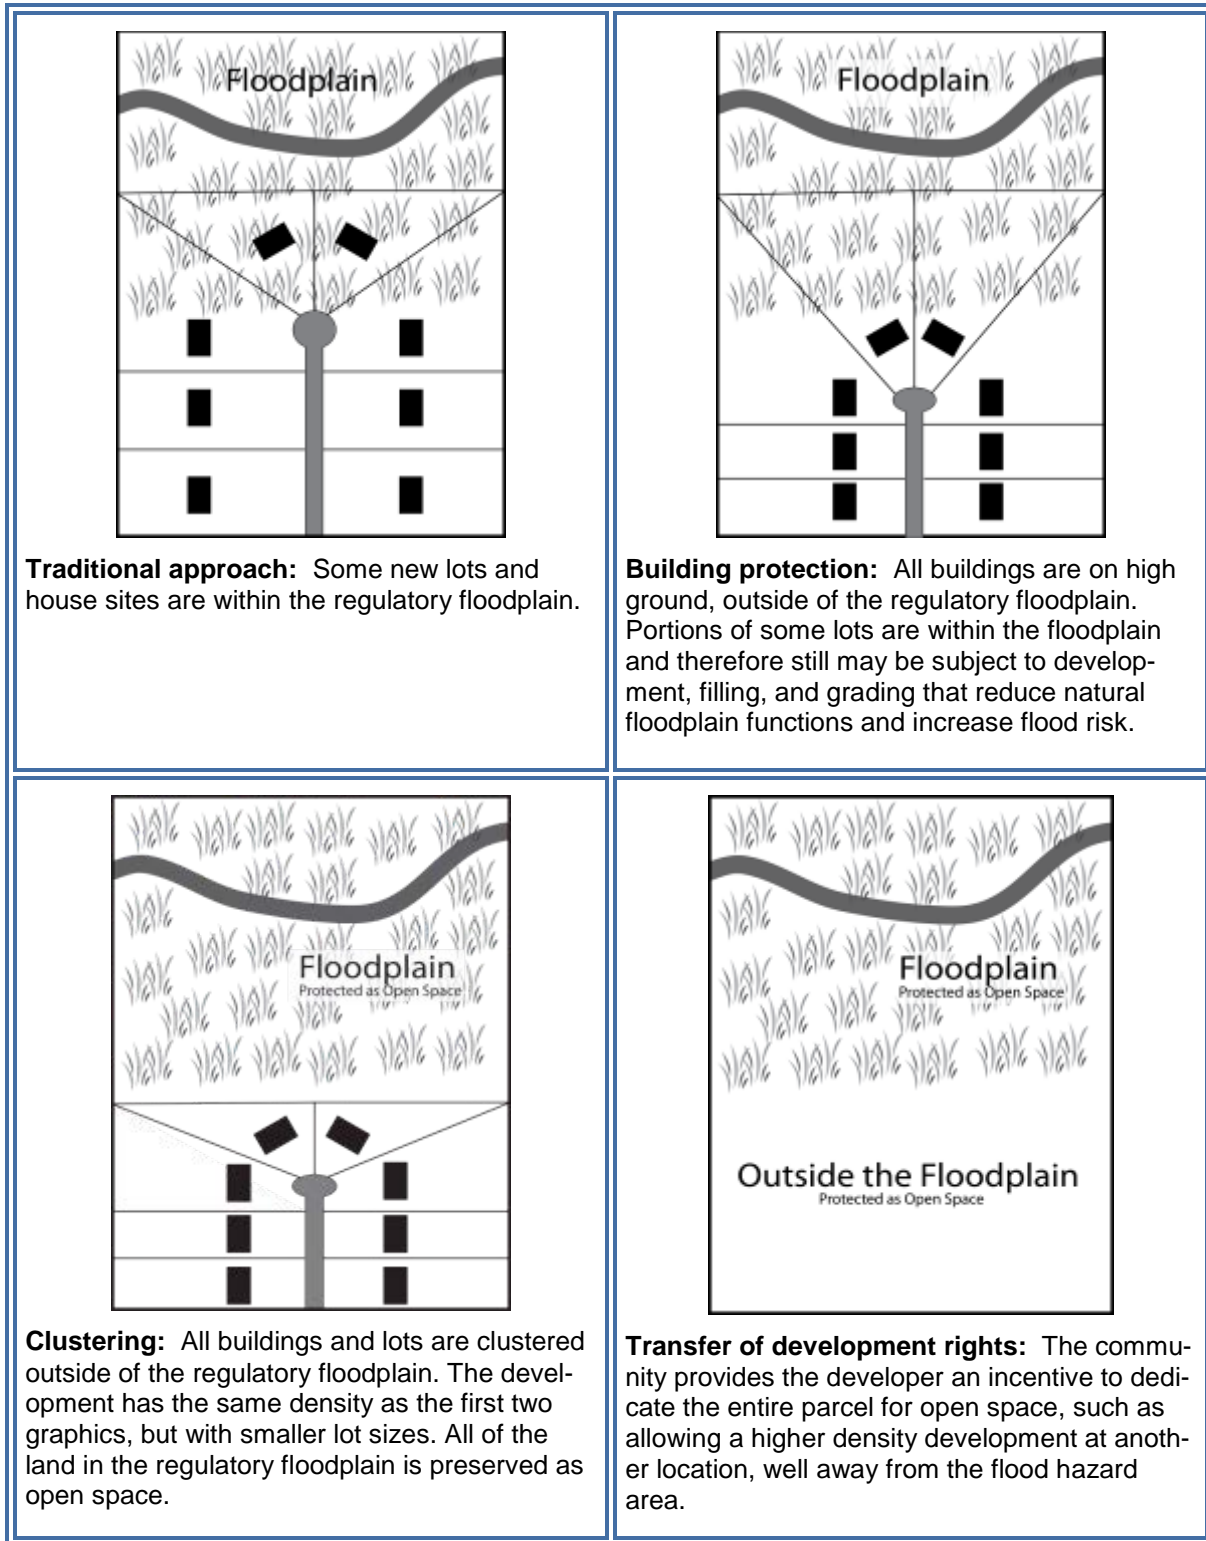 Floodplain
Traditional approach: Some new lots and
house sites are within the regulatory floodplain.
Floodplain
Building protection: All buildings are on high
ground, outside of the regulatory floodplain.
Portions of some lots are within the floodplain
and therefore still may be subject to develop-
ment, filling, and grading that reduce natural
floodplain functions and increase flood risk.
Floodplain
Protected as Open Space
Clustering: All buildings and lots are clustered
outside of the regulatory floodplain. The devel-
opment has the same density as the first two
graphics, but with smaller lot sizes. All of the
land in the regulatory floodplain is preserved as
open space.
Floodplain
Protected as Open Space
Outside the Floodplain
Protected as Open Space
Transfer of development rights: The commu-
nity provides the developer an incentive to dedi-
cate the entire parcel for open space, such as
allowing a higher density development at anoth-
er location, well away from the flood hazard
area.